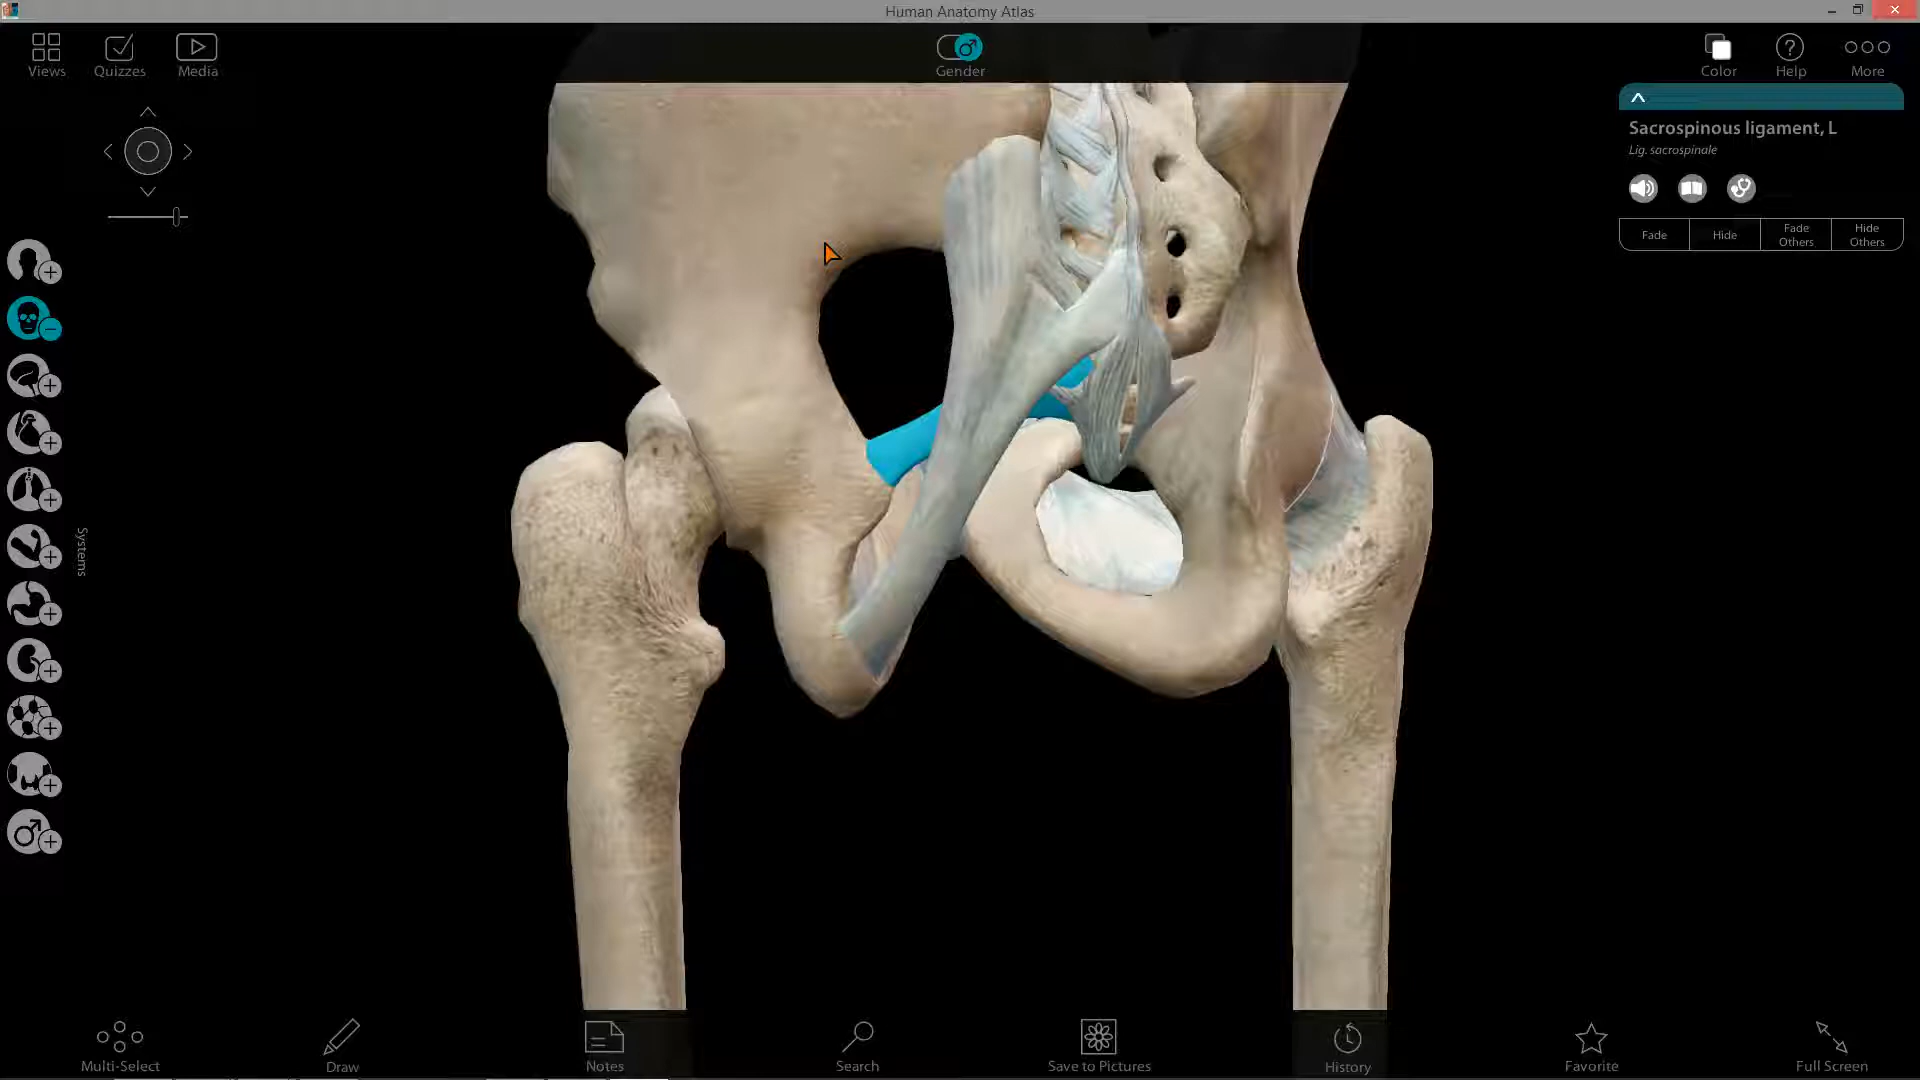 Human Anatomy Atlas
Views
Quizzes
Media
Gender
Color
Help
More
Sacrospinous ligament, L
Lig. sacrospinale
Fade
Hide
Fade
Others
Hide
Others
Systems
Multi-Select
Draw
Notes
Search
Save to Pictures
History
Favorite
Full Screen